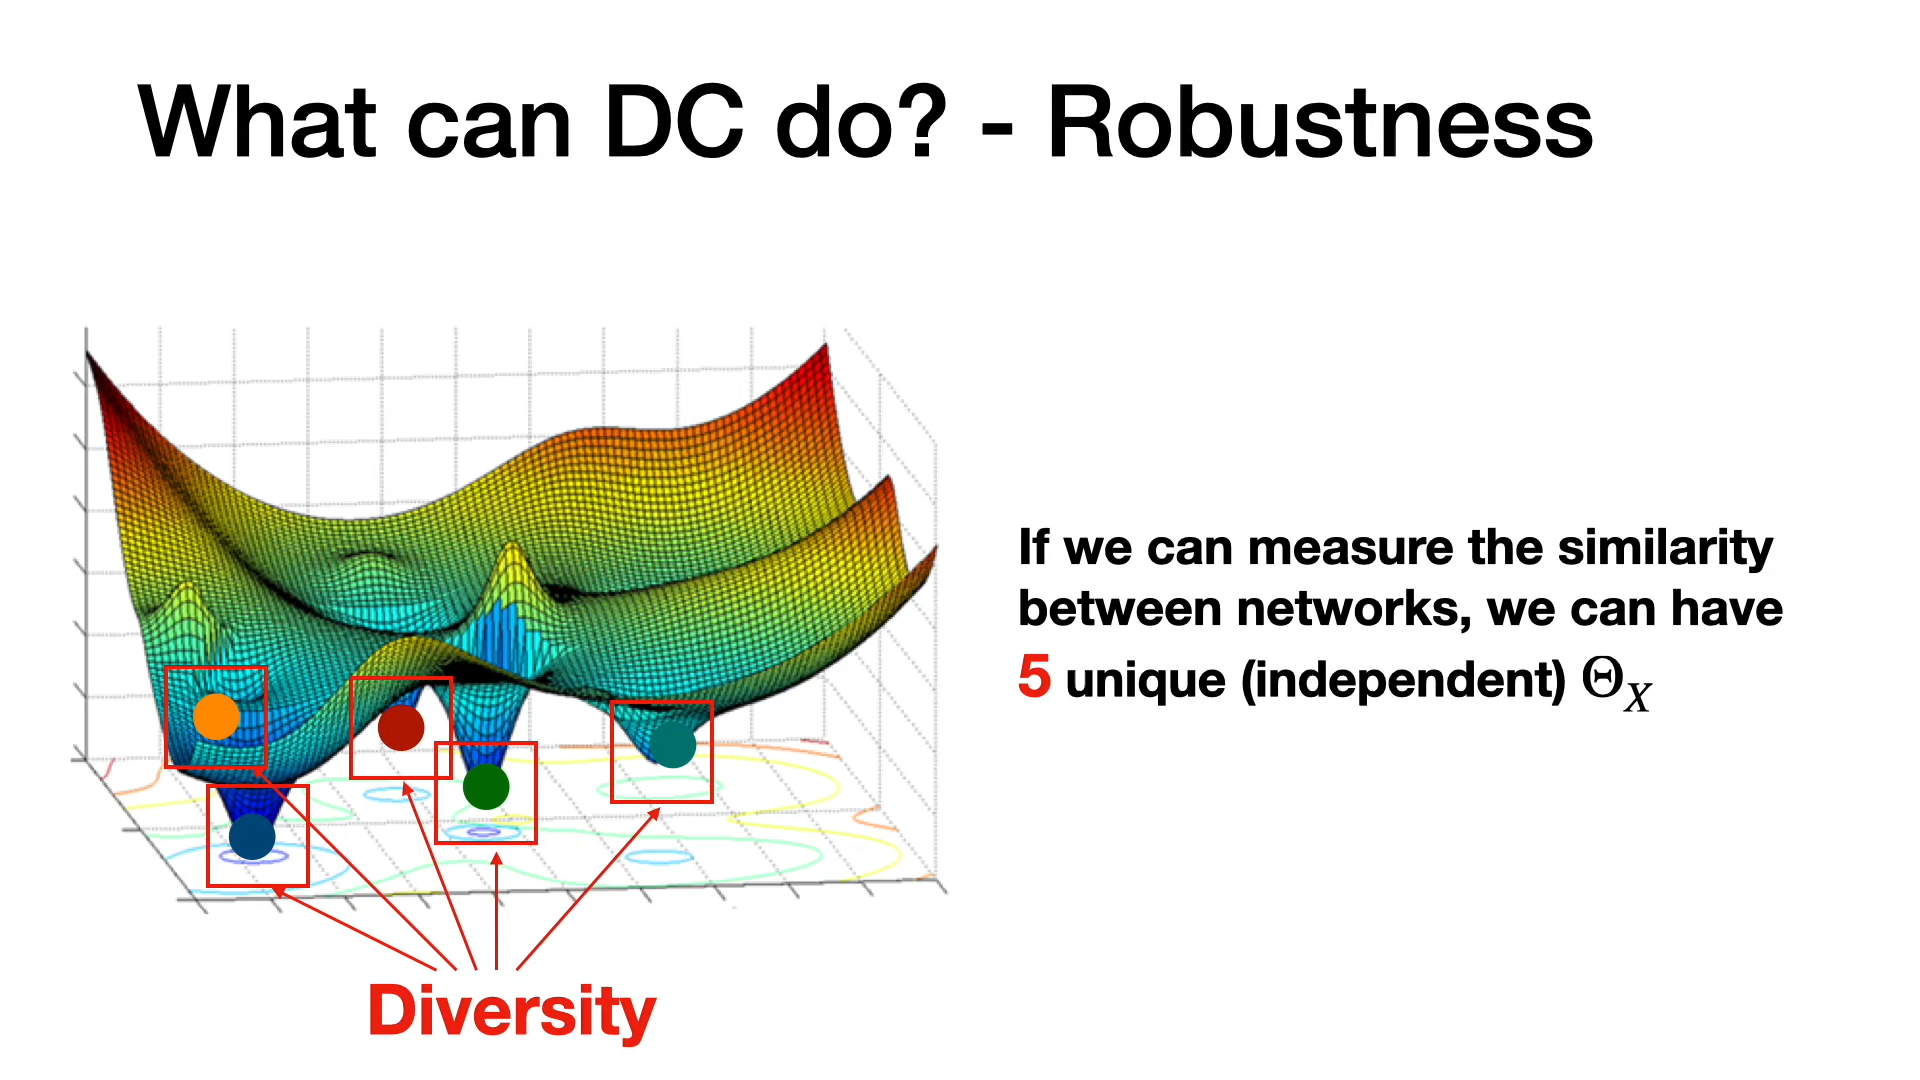 What can DC do? - Robustness
If we can measure the similarity
between networks, we can have
5 unique (independent) Θ_X
Diversity